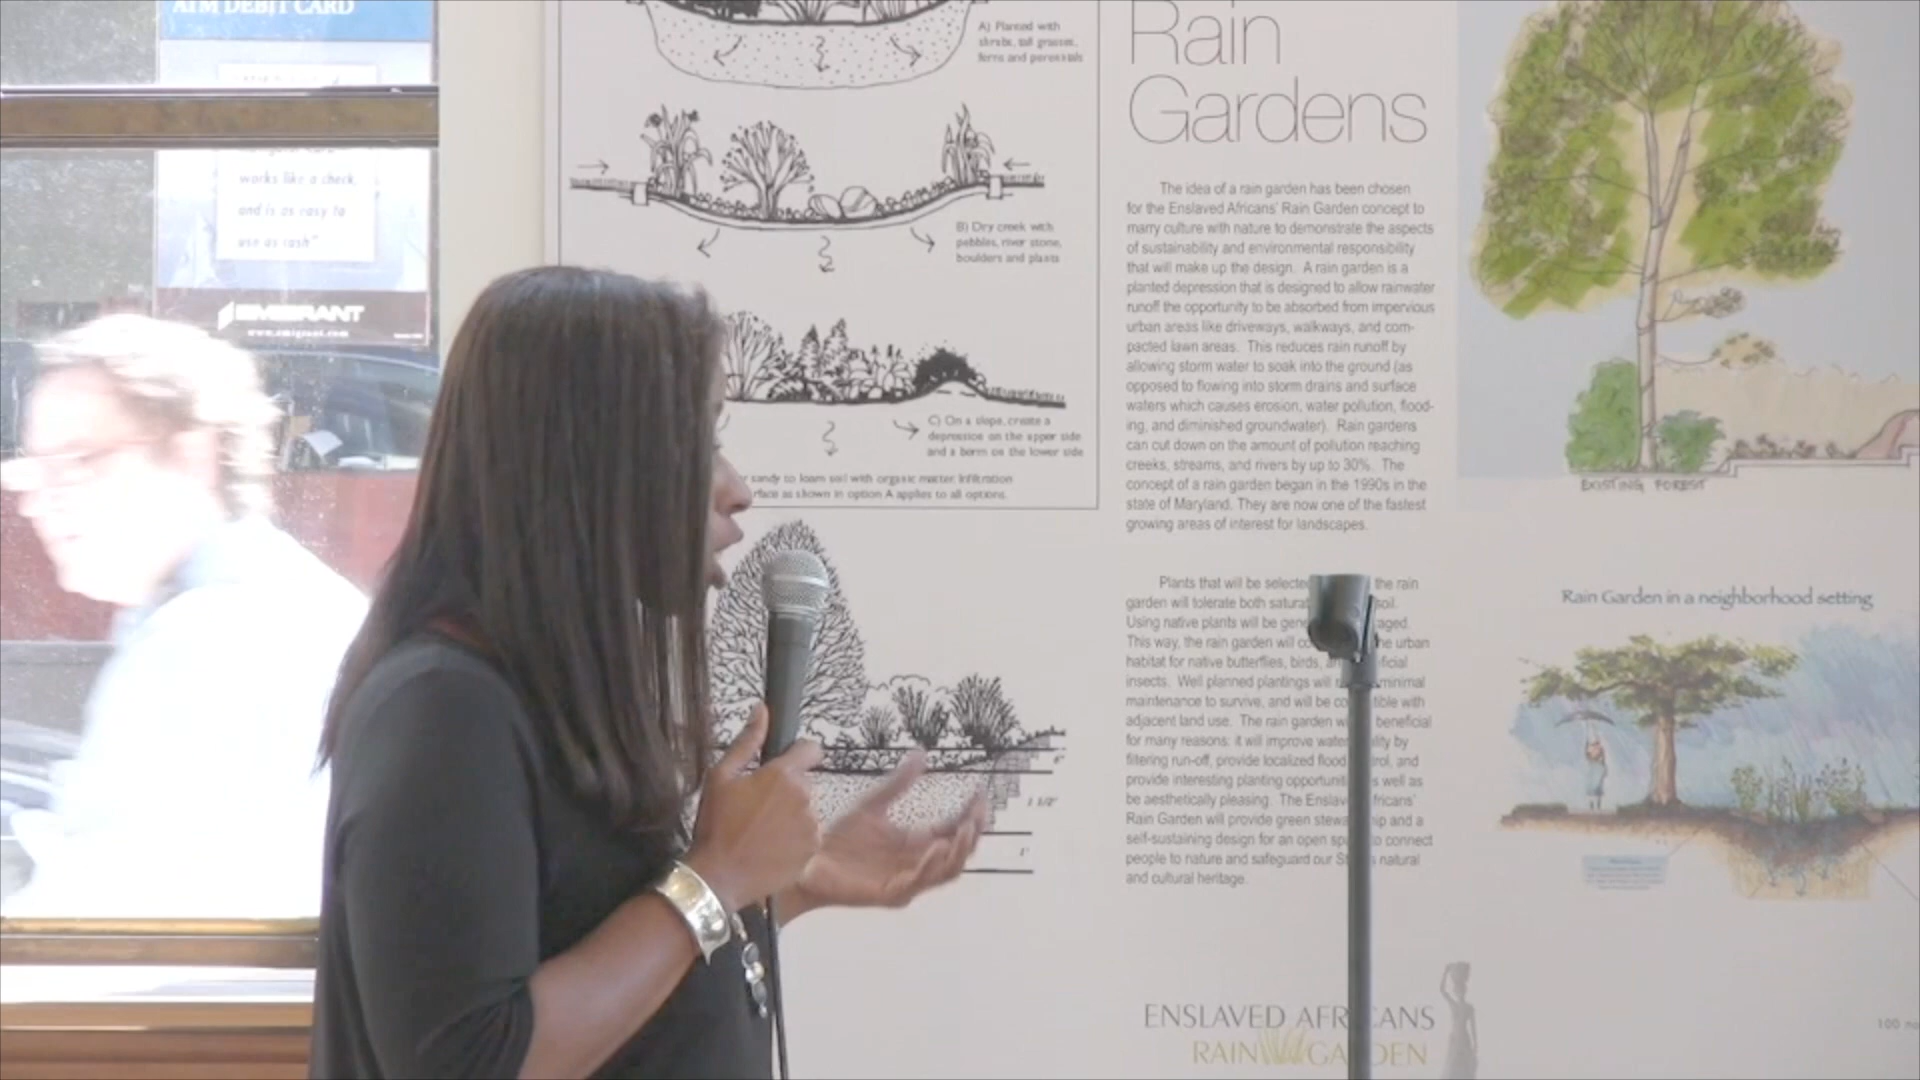 ATM DEBIT CARD
works like a check,
and is as easy to
use as cash"
EMIGRANT
www.emigrant.com
A) Planted with
shrubs, tall grasses,
ferns and perennials
B) Dry creek with
pebbles, river stone,
boulders and plants
C) On a slope, create a
depression on the upper side
and a berm on the lower side
sandy to loam soil with organic matter. Infiltration
as shown in option A applies to all options.
6"
1 1/2'
1'
Rain
Gardens
The idea of a rain garden has been chosen
for the Enslaved Africans' Rain Garden concept to
marry culture with nature to demonstrate the aspects
of sustainability and environmental responsibility
that will make up the design. A rain garden is a
planted depression that is designed to allow rainwater
runoff the opportunity to be absorbed from impervious
urban areas like driveways, walkways, and com-
pacted lawn areas. This reduces rain runoff by
allowing storm water to soak into the ground (as
opposed to flowing into storm drains and surface
waters which causes erosion, water pollution, flood-
ing, and diminished groundwater). Rain gardens
can cut down on the amount of pollution reaching
creeks, streams, and rivers by up to 30%. The
concept of a rain garden began in the 1990s in the
state of Maryland. They are now one of the fastest
growing areas of interest for landscapes.
Plants that will be selected the rain
garden will tolerate both soil.
Using native plants will be
This way, the rain garden will urban
habitat for native butterflies, birds,
insects. Well planned plantings will minimal
maintenance to survive, and will be with
adjacent land use. The rain garden beneficial
for many reasons: it will improve water by
filtering run-off, provide localized flood and
provide interesting planting as well as
be aesthetically pleasing. The
Rain Garden will provide green and a
self-sustaining design for an open to connect
people to nature and safeguard our natural
and cultural heritage.
ENSLAVED AFRICANS
RAIN GARDEN
EXISTING FOREST
Rain Garden in a neighborhood setting
100